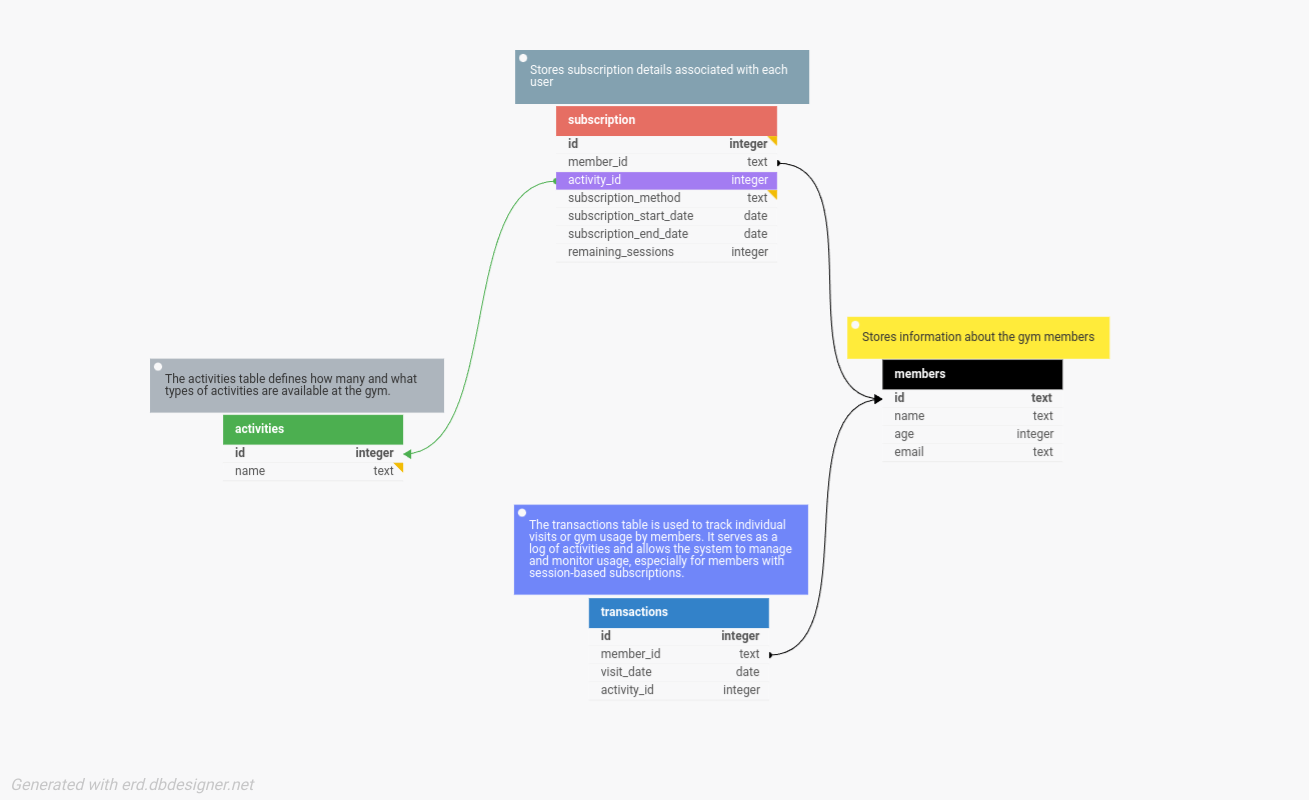 Stores subscription details associated with each
user
subscription
id integer
member_id text
activity_id integer
subscription_method text
subscription_start_date date
subscription_end_date date
remaining_sessions integer
Stores information about the gym members
members
id text
name text
age integer
email text
The activities table defines how many and what
types of activities are available at the gym.
activities
id integer
name text
The transactions table is used to track individual
visits or gym usage by members. It serves as a
log of activities and allows the system to manage
and monitor usage, especially for members with
session-based subscriptions.
transactions
id integer
member_id text
visit_date date
activity_id integer
Generated with erd.dbdesigner.net